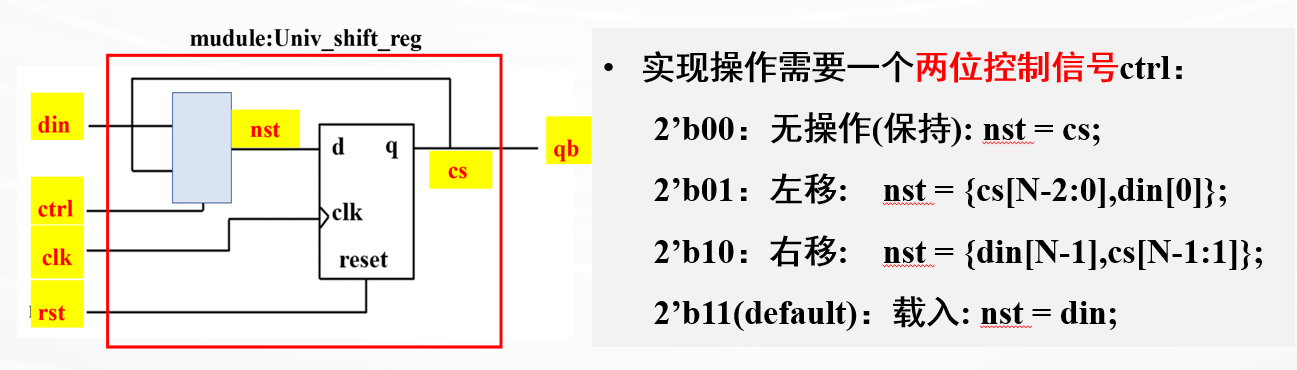 mudule:Univ_shift_reg
din
nst
d
q
cs
qb
ctrl
clk
clk
reset
rst
• 实现操作需要一个两位控制信号ctrl：
2’b00：无操作(保持): nst = cs;
2’b01：左移: nst = {cs[N-2:0],din[0]};
2’b10：右移: nst = {din[N-1],cs[N-1:1]};
2’b11(default)：载入: nst = din;